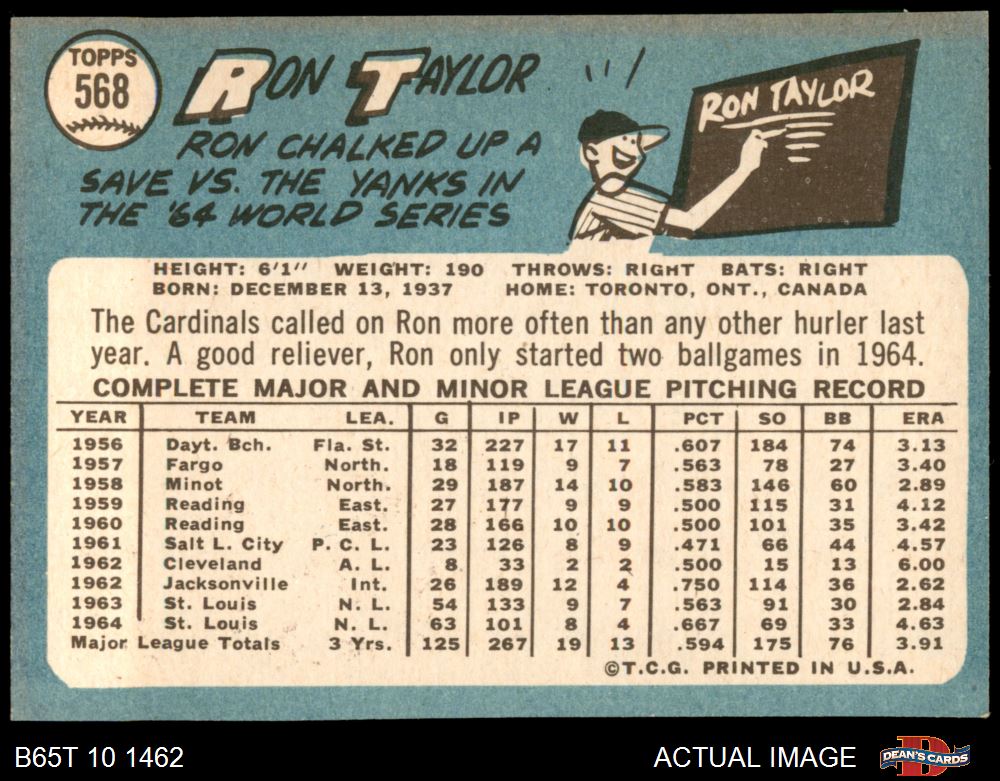 TOPPS
568
RON TAYLOR
RON CHALKED UP A
SAVE VS. THE YANKS IN
THE '64 WORLD SERIES
RON TAYLOR
HEIGHT: 6'1" WEIGHT: 190 THROWS: RIGHT BATS: RIGHT
BORN: DECEMBER 13, 1937 HOME: TORONTO, ONT., CANADA
The Cardinals called on Ron more often than any other hurler last
year. A good reliever, Ron only started two ballgames in 1964.
COMPLETE MAJOR AND MINOR LEAGUE PITCHING RECORD
YEAR TEAM LEA. G IP W L PCT SO BB ERA
1956 Dayt. Bch. Fla. St. 32 227 17 11 .607 184 74 3.13
1957 Fargo North. 18 119 9 7 .563 78 27 3.40
1958 Minot North. 29 187 14 10 .583 146 60 2.89
1959 Reading East. 27 177 9 9 .500 115 31 4.12
1960 Reading East. 28 166 10 10 .500 101 35 3.42
1961 Salt L. City P. C. L. 23 126 8 9 .471 66 44 4.57
1962 Cleveland A. L. 8 33 2 2 .500 15 13 6.00
1962 Jacksonville Int. 26 189 12 4 .750 114 36 2.62
1963 St. Louis N. L. 54 133 9 7 .563 91 30 2.84
1964 St. Louis N. L. 63 101 8 4 .667 69 33 4.63
Major League Totals 3 Yrs. 125 267 19 13 .594 175 76 3.91
©T.C.G. PRINTED IN U.S.A.
B65T 10 1462 ACTUAL IMAGE D DEAN'S CARDS